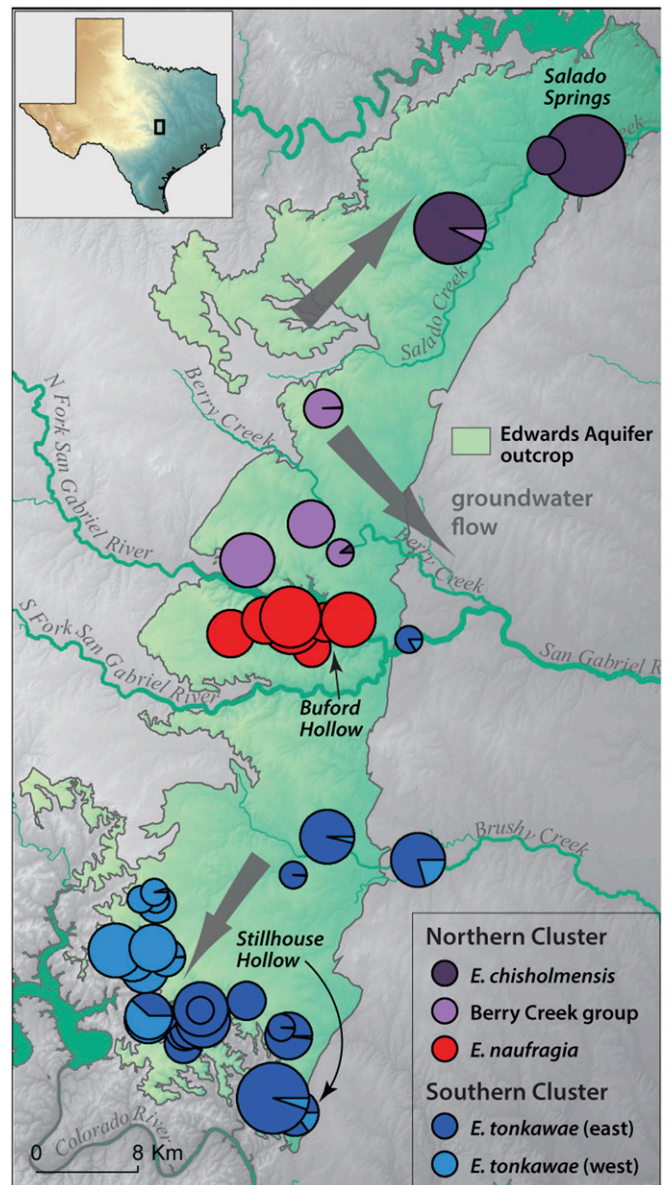 Salado
Springs
eek
Salado Creek
Berry Creek
N Fork San
Gabriel River
Edwards Aquifer
outcrop
groundwater
flow
Berry
Creek
S Fork San
Gabriel River
San Gabriel R
Buford
Hollow
Brushy Creek
Stillhouse
Hollow
Northern Cluster
E. chisholmensis
Berry Creek group
E. naufragia
Southern Cluster
E. tonkawae (east)
E. tonkawae (west)
Colorado River
0 8 Km